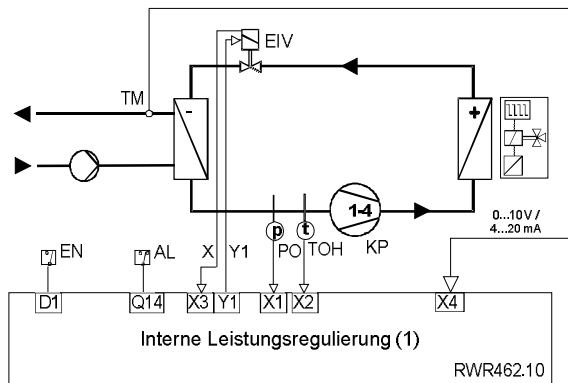 EIV
TM
-
+
1-4
0...10V /
4...20 mA
p
t
X
Y1
PO
TOH
KP
EN
AL
D1
Q14
X3
Y1
X1
X2
X4
Interne Leistungsregulierung (1)
RWR462.10